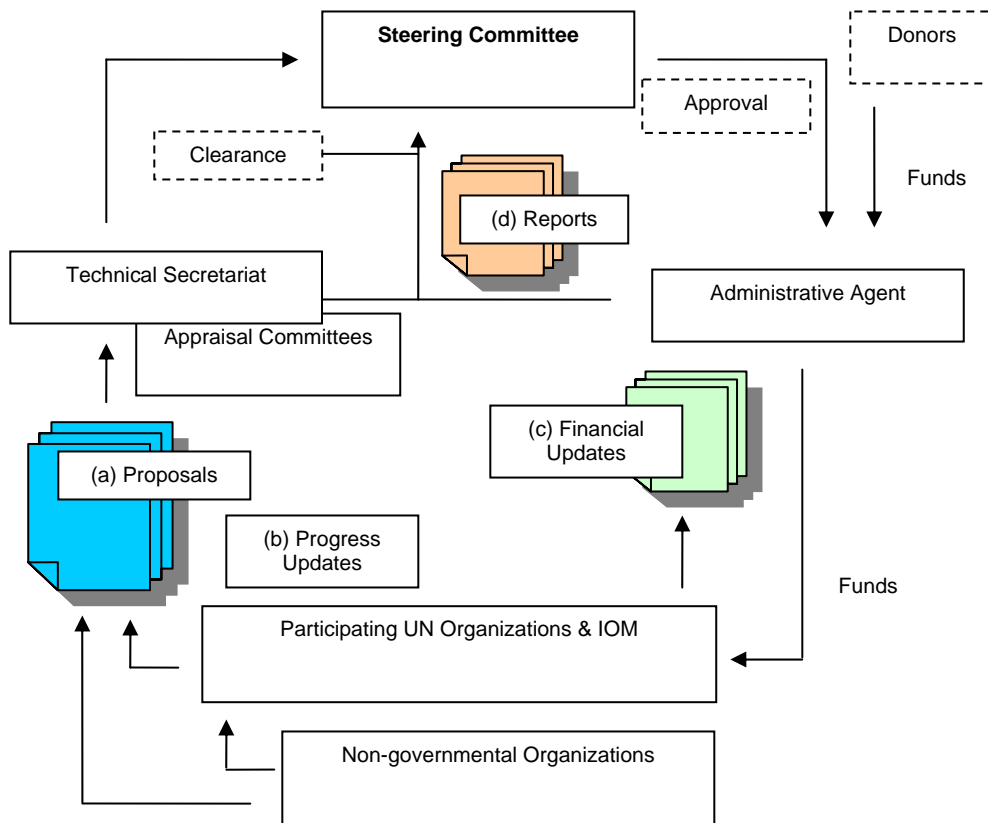 Steering Committee
Donors
Approval
Clearance
Funds
(d) Reports
Technical Secretariat
Administrative Agent
Appraisal Committees
(c) Financial
Updates
(a) Proposals
(b) Progress
Updates
Funds
Participating UN Organizations & IOM
Non-governmental Organizations